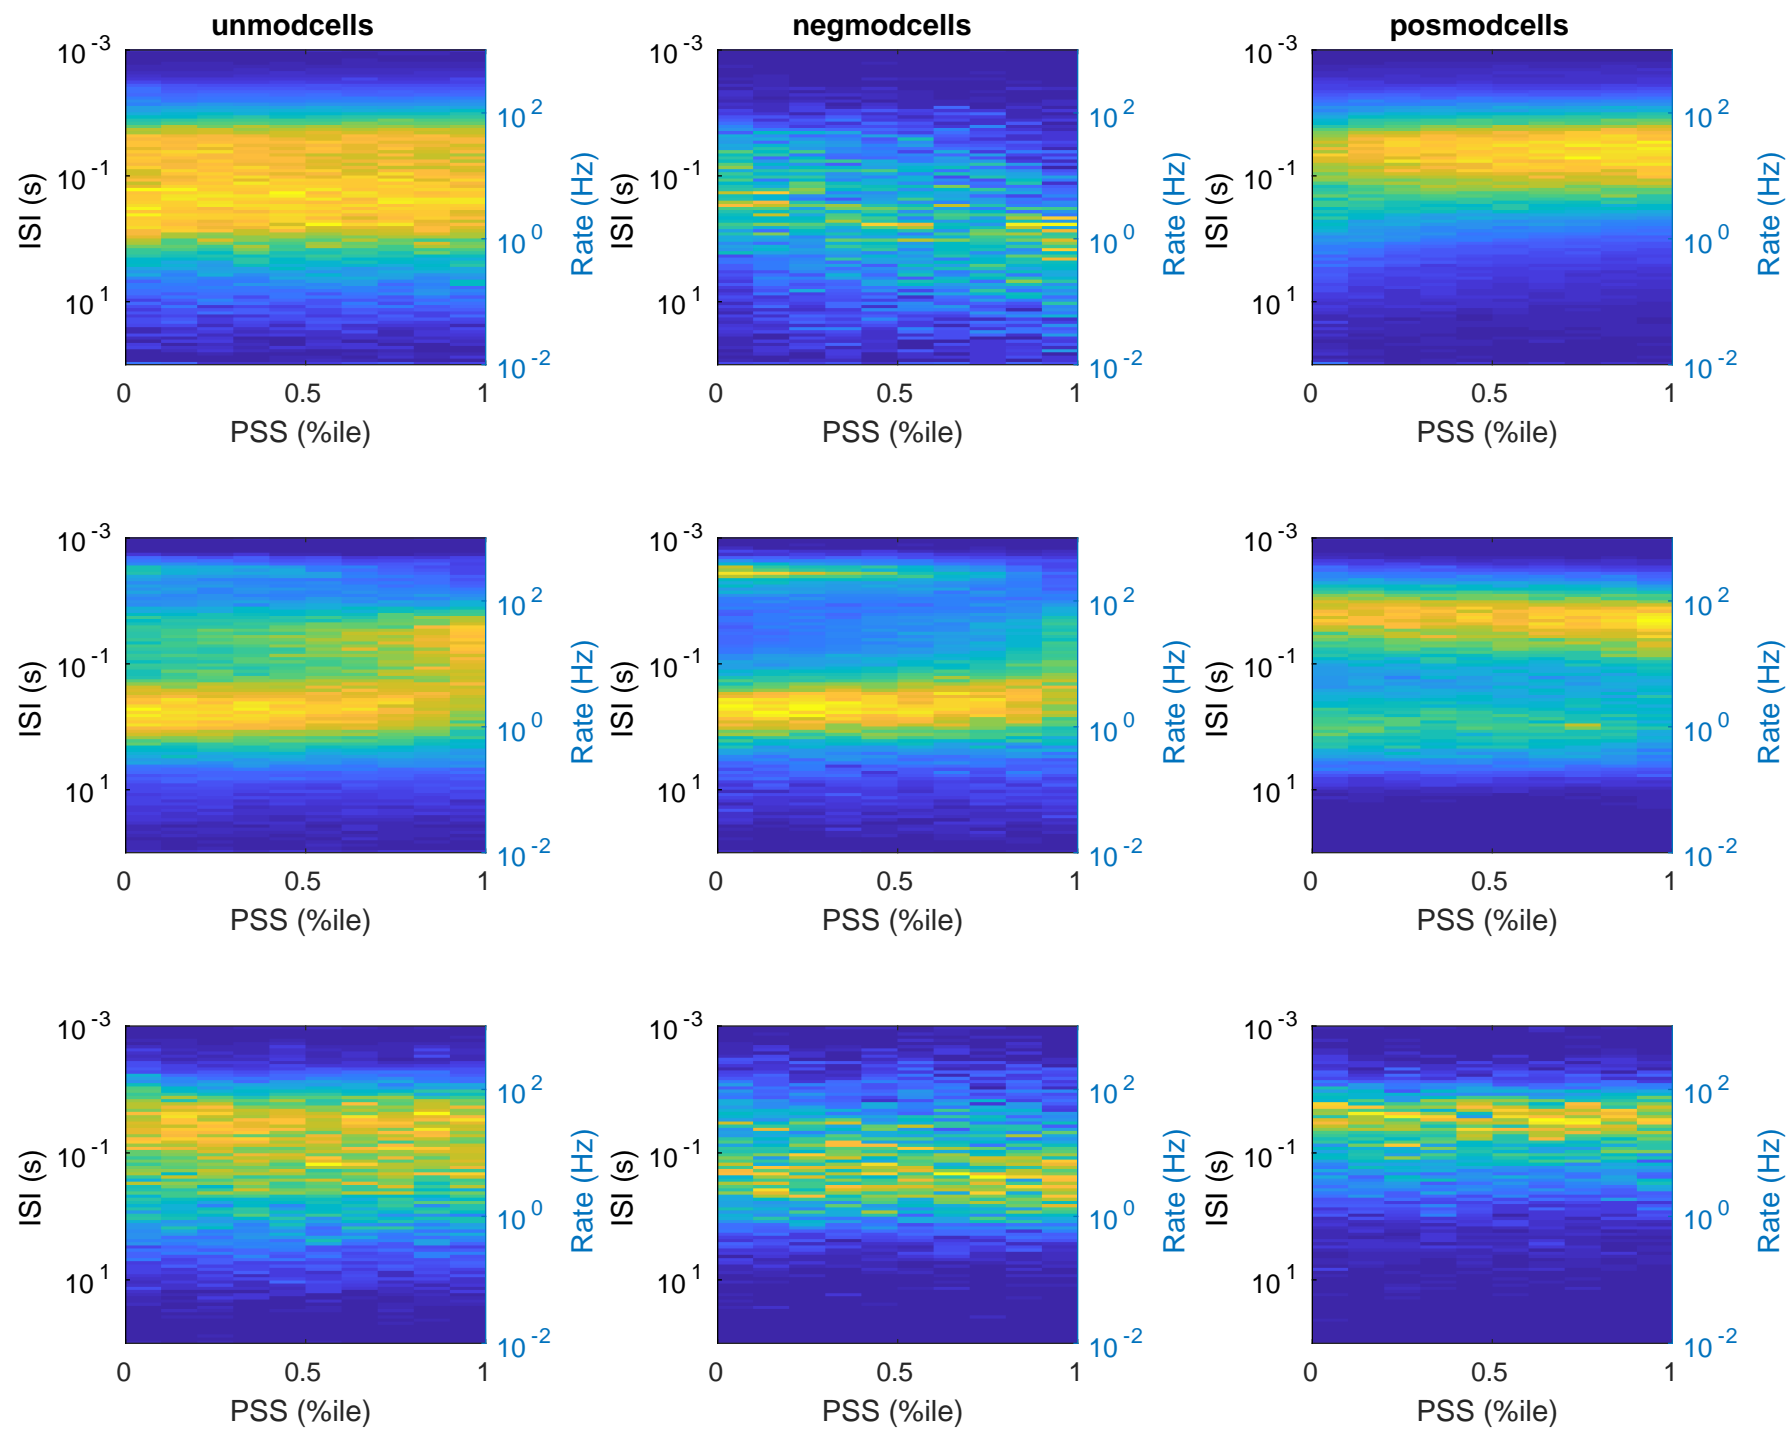 unmodcells negmodcells posmodcells
10-3 10-3 10-3
10 2 10 2 10 2
10-1 10-1 10-1
ISI (s) Rate (Hz) ISI (s) Rate (Hz) ISI (s) Rate (Hz)
10 0 10 0 10 0
10 1 10 1 10 1
10-2 10-2 10-2
0 0.5 1 0 0.5 1 0 0.5 1
PSS (%ile) PSS (%ile) PSS (%ile)
10-3 10-3 10-3
10 2 10 2 10 2
10-1 10-1 10-1
ISI (s) Rate (Hz) ISI (s) Rate (Hz) ISI (s) Rate (Hz)
10 0 10 0 10 0
10 1 10 1 10 1
10-2 10-2 10-2
0 0.5 1 0 0.5 1 0 0.5 1
PSS (%ile) PSS (%ile) PSS (%ile)
10-3 10-3 10-3
10 2 10 2 10 2
10-1 10-1 10-1
ISI (s) Rate (Hz) ISI (s) Rate (Hz) ISI (s) Rate (Hz)
10 0 10 0 10 0
10 1 10 1 10 1
10-2 10-2 10-2
0 0.5 1 0 0.5 1 0 0.5 1
PSS (%ile) PSS (%ile) PSS (%ile)